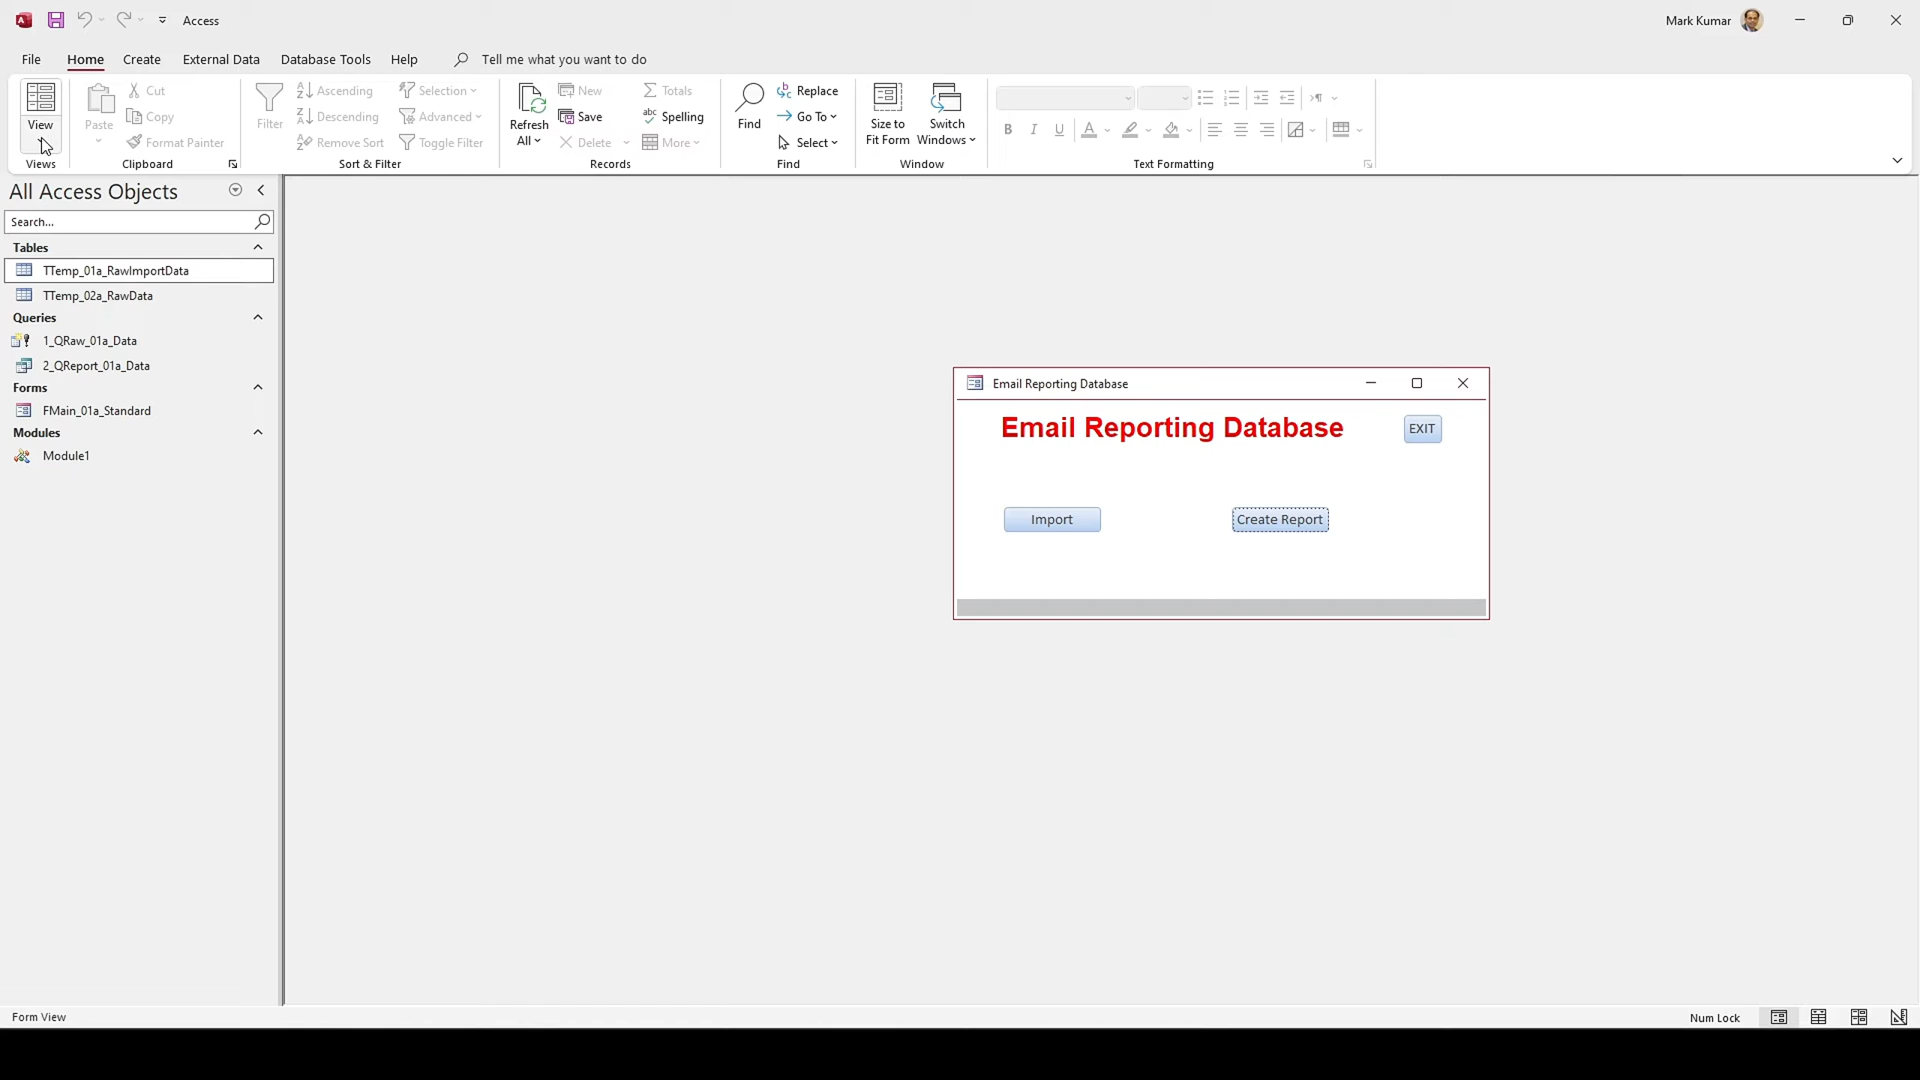 Access
Mark Kumar
File Home Create External Data Database Tools Help Tell me what you want to do
View
Views
Paste
Cut
Copy
Format Painter
Clipboard
Filter
Ascending
Descending
Remove Sort
Selection
Advanced
Toggle Filter
Sort & Filter
Refresh
All
New
Save
Delete
Totals
Spelling
More
Records
Find
Replace
Go To
Select
Find
Size to
Fit Form
Switch
Windows
Window
B I U A
Text Formatting
All Access Objects
Search...
Tables
TTemp_01a_RawImportData
TTemp_02a_RawData
Queries
1_QRaw_01a_Data
2_QReport_01a_Data
Forms
FMain_01a_Standard
Modules
Module1
Email Reporting Database
Email Reporting Database
EXIT
Import
Create Report
Form View
Num Lock